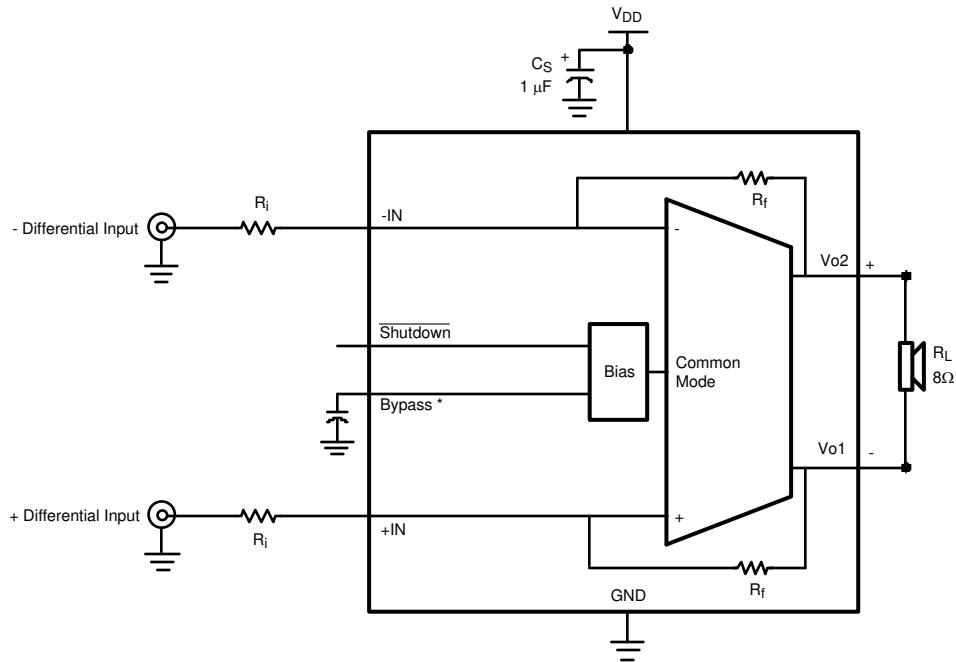 VDD
CS
+
1 µF
Ri
Rf
- Differential Input
-IN
-
Vo2
+
Shutdown
Bias
Common
Mode
RL
8Ω
Bypass *
Vo1
-
+ Differential Input
+
Ri
+IN
Rf
GND